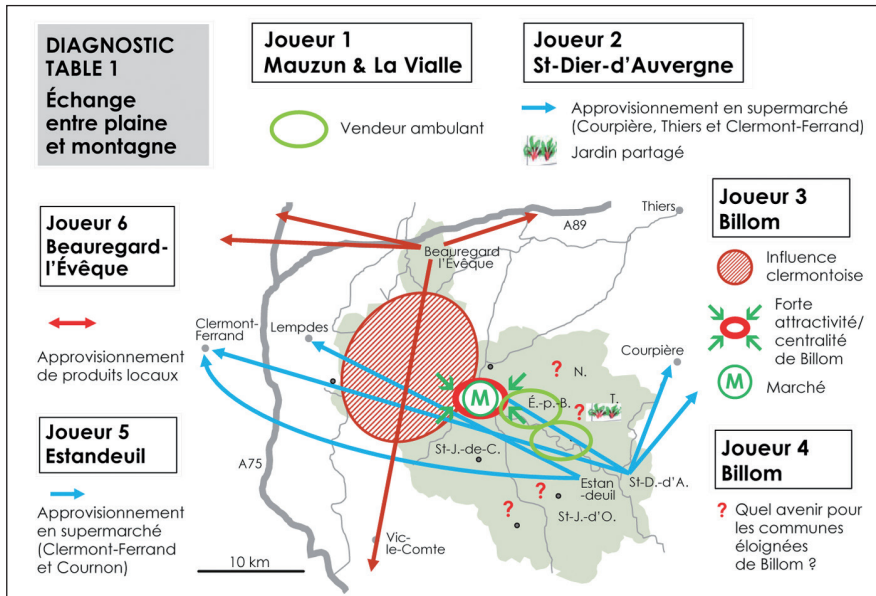 DIAGNOSTIC
TABLE 1
Échange
entre plaine
et montagne
Joueur 1
Mauzun & La Vialle
Vendeur ambulant
Joueur 2
St-Dier-d'Auvergne
Approvisionnement en supermarché
(Courpière, Thiers et Clermont-Ferrand)
Jardin partagé
Joueur 3
Billom
Influence
clermontoise
Forte
attractivité/
centralité
de Billom
M
Marché
Joueur 4
Billom
? Quel avenir pour
les communes
éloignées
de Billom ?
Joueur 6
Beauregard-
l'Évêque
Approvisionnement
de produits locaux
Joueur 5
Estandeuil
Approvisionnement
en supermarché
(Clermont-Ferrand
et Cournon)
Thiers
A89
Beauregard
l'Évêque
Clermont-
Ferrand
Lempdes
Courpière
?
N.
M
É.-p.-B.
?
T.
St-J.-de-C.
Estan
-deuil
St-D.-d'A.
?
?
St-J.-d'O.
A75
Vic-
le-Comte
10 km